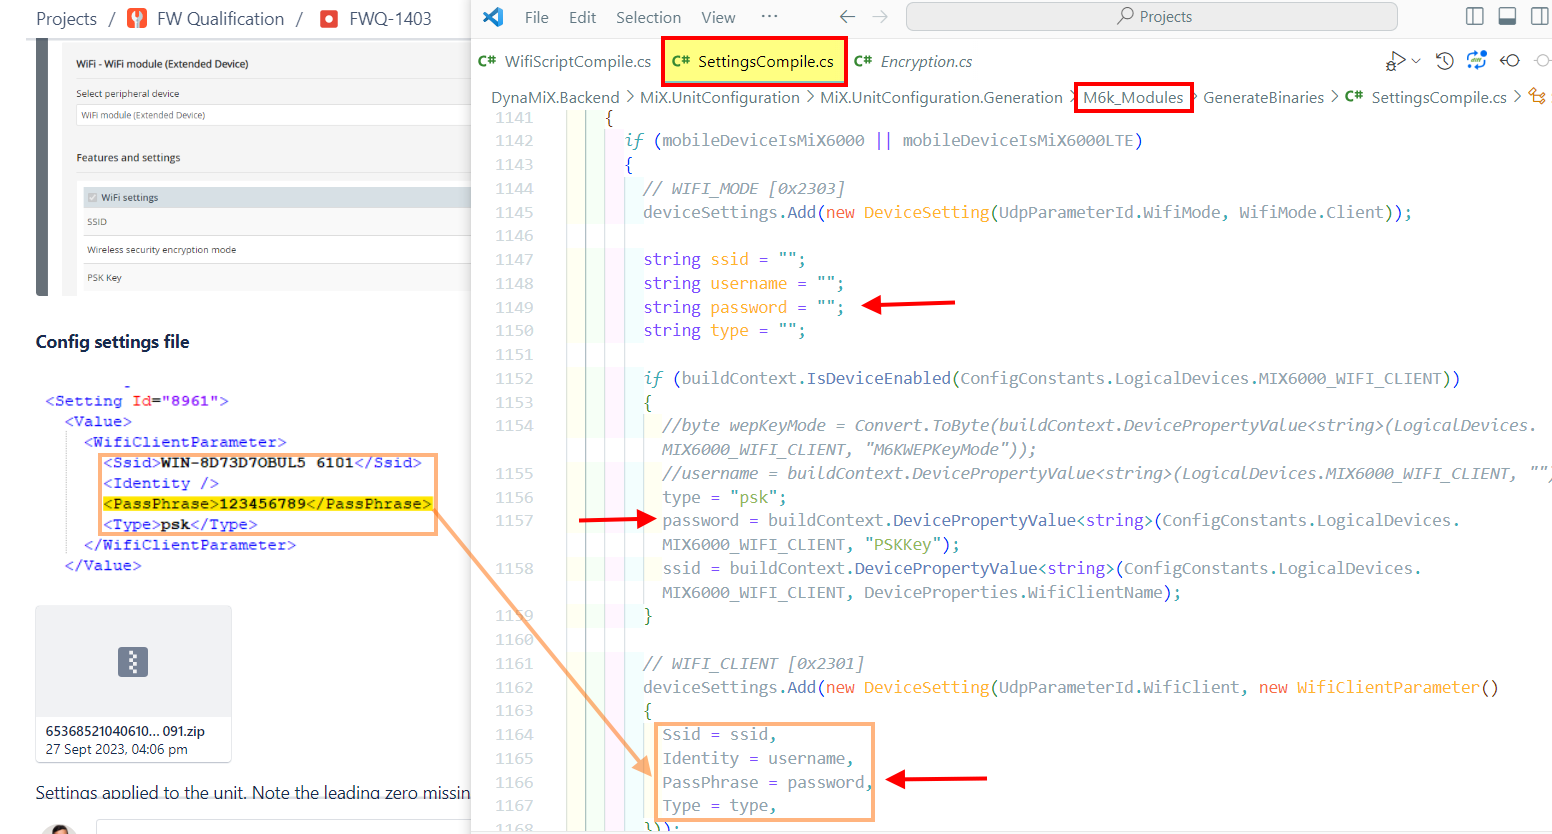 Projects / FW Qualification / FWQ-1403
WiFi - WiFi module (Extended Device)
Select peripheral device
WiFi module (Extended Device)
Features and settings
WiFi settings
SSID
Wireless security encryption mode
PSK Key
Config settings file
<Setting Id="8961">
<Value>
<WifiClientParameter>
<Ssid>WIN-8D73D7OBUL5 6101</Ssid>
<Identity />
<PassPhrase>123456789</PassPhrase>
<Type>psk</Type>
</WifiClientParameter>
</Value>
65368521040610... 091.zip
27 Sept 2023, 04:06 pm
Settings applied to the unit. Note the leading zero missin
File Edit Selection View ···
Projects
C# WifiScriptCompile.cs C# SettingsCompile.cs C# Encryption.cs
DynaMiX.Backend > MiX.UnitConfiguration > MiX.UnitConfiguration.Generation > M6k_Modules > GenerateBinaries > C# SettingsCompile.cs >
1141 {
1142 if (mobileDeviceIsMiX6000 || mobileDeviceIsMiX6000LTE)
1143 {
1144 // WIFI_MODE [0x2303]
1145 deviceSettings.Add(new DeviceSetting(UdpParameterId.WifiMode, WifiMode.Client));
1146
1147 string ssid = "";
1148 string username = "";
1149 string password = "";
1150 string type = "";
1151
1152 if (buildContext.IsDeviceEnabled(ConfigConstants.LogicalDevices.MIX6000_WIFI_CLIENT))
1153 {
1154 //byte wepKeyMode = Convert.ToByte(buildContext.DevicePropertyValue<string>(LogicalDevices.
MIX6000_WIFI_CLIENT, "M6KWEPKeyMode"));
1155 //username = buildContext.DevicePropertyValue<string>(LogicalDevices.MIX6000_WIFI_CLIENT, "")
1156 type = "psk";
1157 password = buildContext.DevicePropertyValue<string>(ConfigConstants.LogicalDevices.
MIX6000_WIFI_CLIENT, "PSKKey");
1158 ssid = buildContext.DevicePropertyValue<string>(ConfigConstants.LogicalDevices.
MIX6000_WIFI_CLIENT, DeviceProperties.WifiClientName);
1159 }
1160
1161 // WIFI_CLIENT [0x2301]
1162 deviceSettings.Add(new DeviceSetting(UdpParameterId.WifiClient, new WifiClientParameter()
1163 {
1164 Ssid = ssid,
1165 Identity = username,
1166 PassPhrase = password,
1167 Type = type,
1168 }));